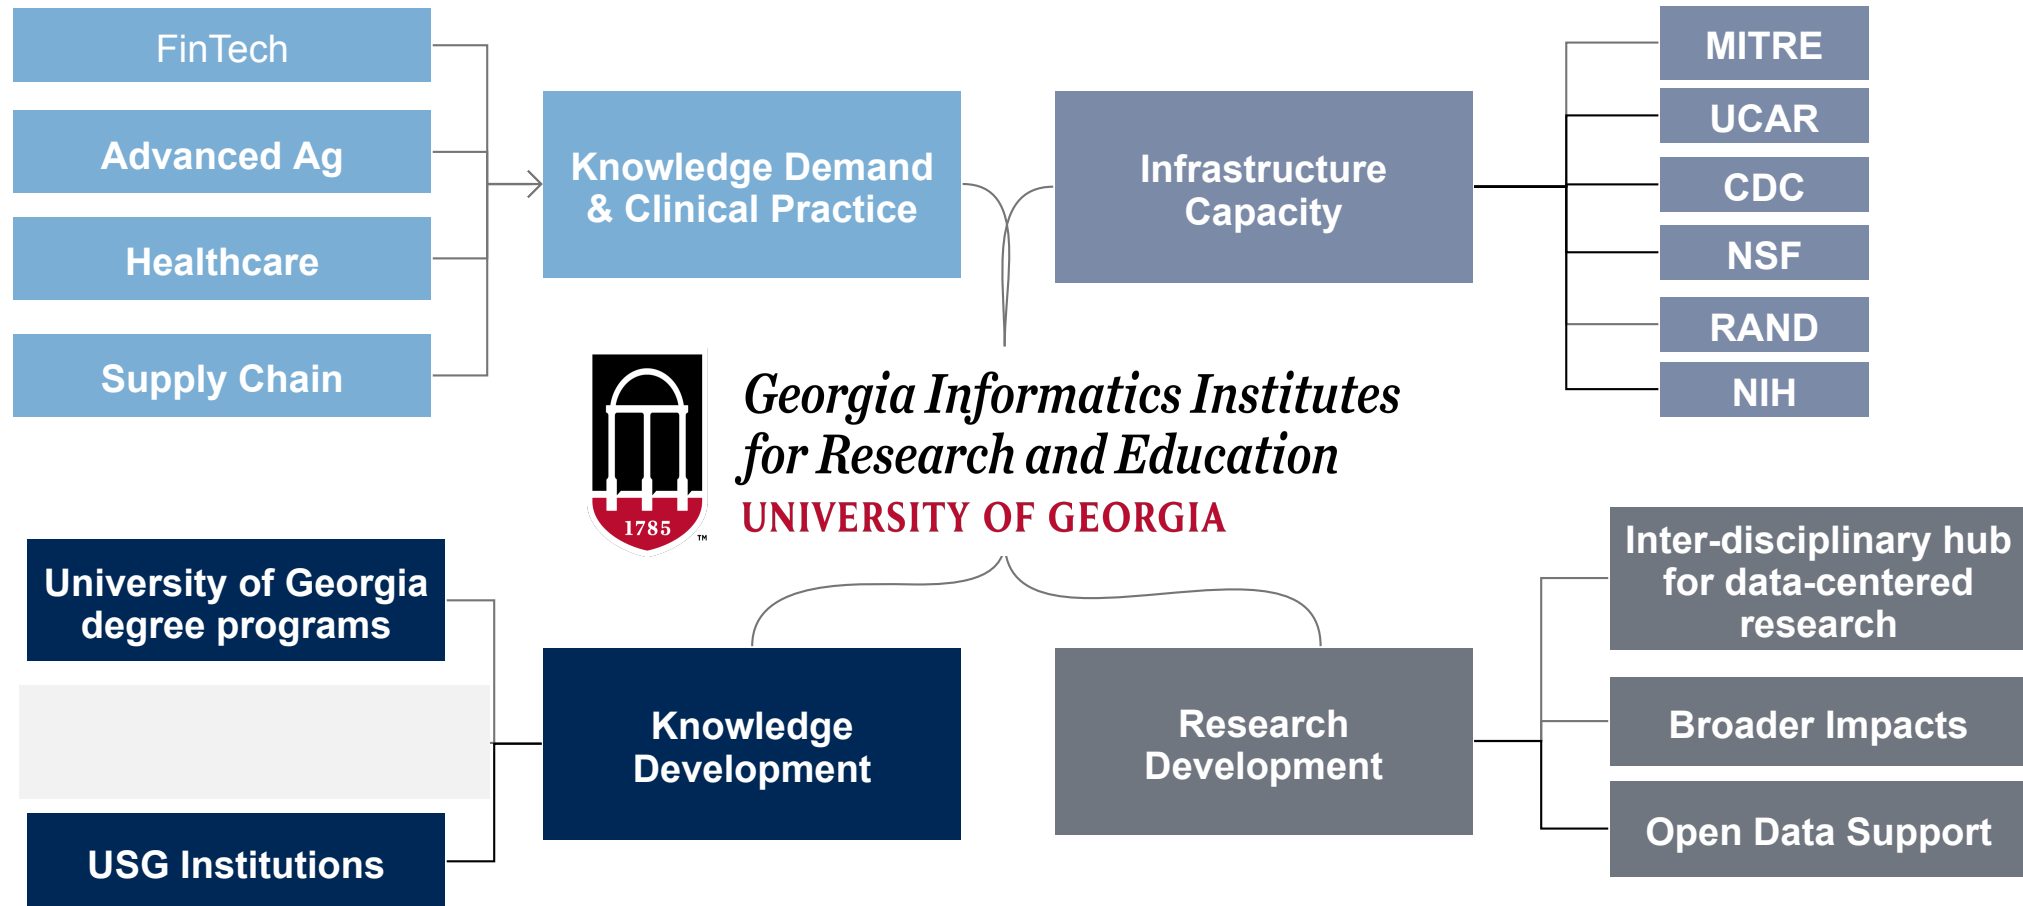 FinTech
Advanced Ag
Healthcare
Supply Chain
Knowledge Demand
& Clinical Practice
Infrastructure
Capacity
MITRE
UCAR
CDC
NSF
RAND
NIH
1785
™
Georgia Informatics Institutes
for Research and Education
UNIVERSITY OF GEORGIA
University of Georgia
degree programs
USG Institutions
Knowledge
Development
Research
Development
Inter-disciplinary hub
for data-centered
research
Broader Impacts
Open Data Support